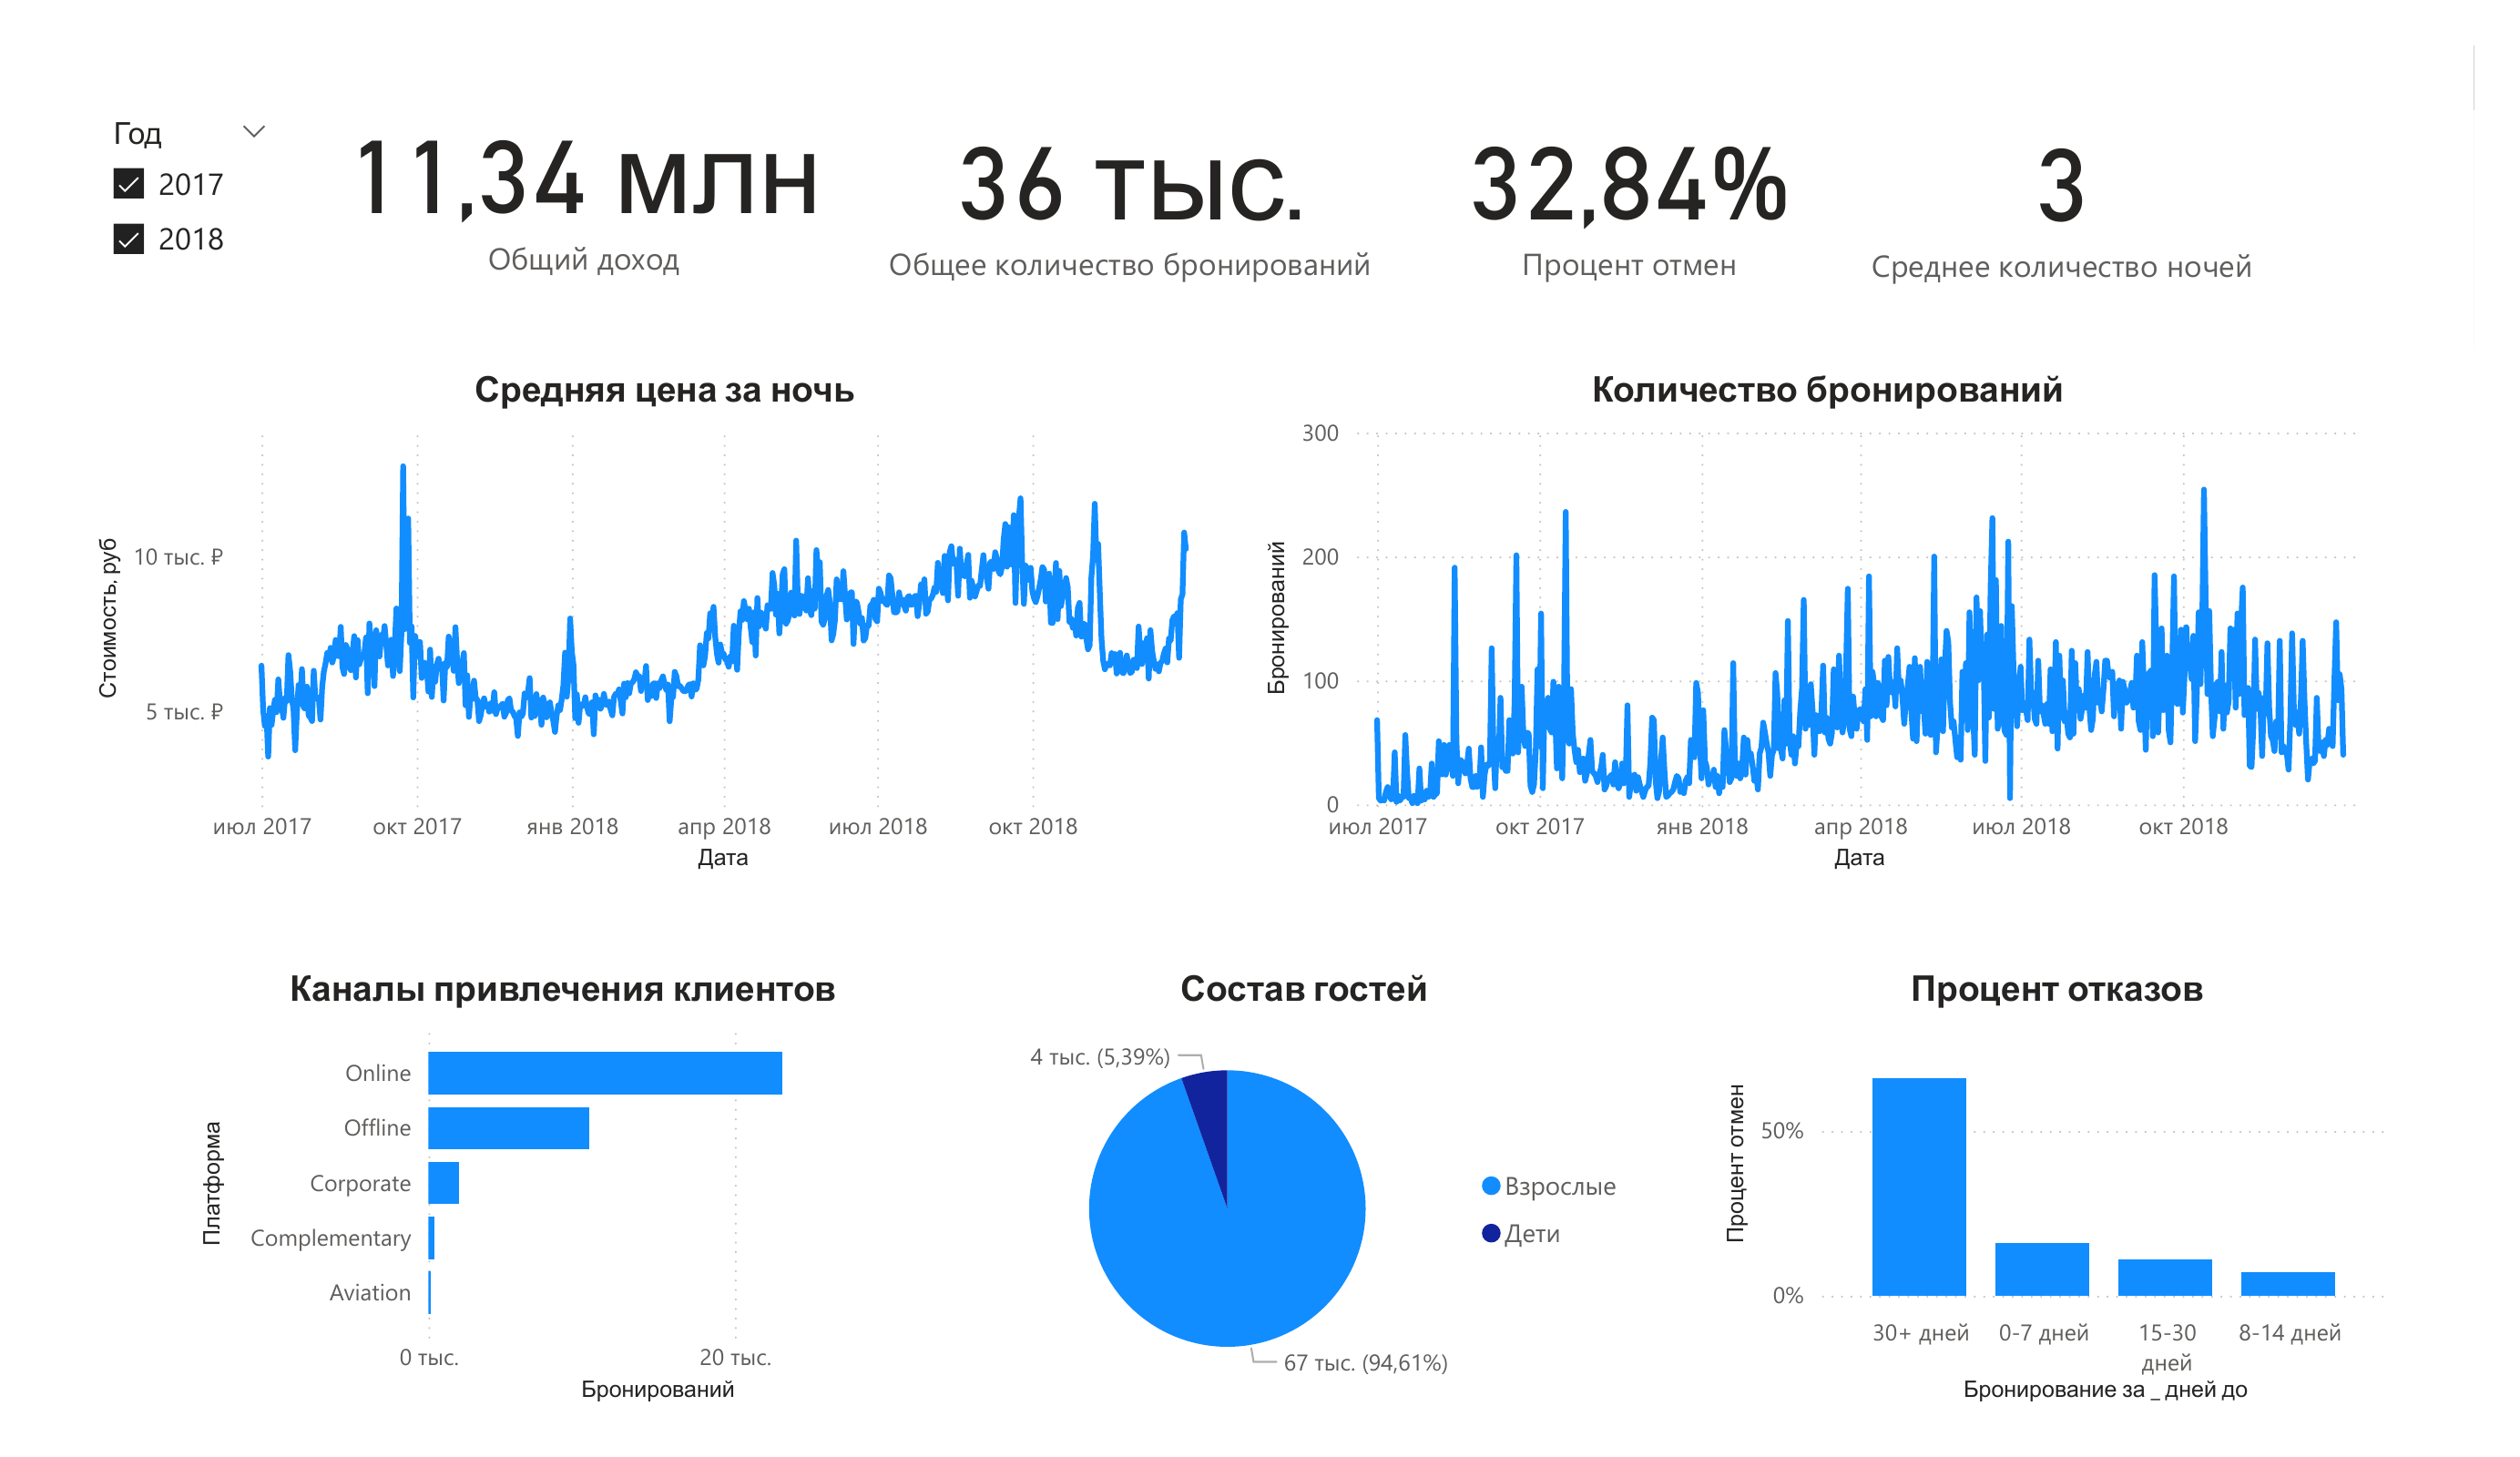 Год
2017
2018
11,34 млн
Общий доход
36 тыс.
Общее количество бронирований
32,84%
Процент отмен
3
Среднее количество ночей
Средняя цена за ночь
Стоимость, руб
10 тыс. ₽
5 тыс. ₽
июл 2017
окт 2017
янв 2018
апр 2018
июл 2018
окт 2018
Дата
Количество бронирований
Бронирований
300
200
100
0
июл 2017
окт 2017
янв 2018
апр 2018
июл 2018
окт 2018
Дата
Каналы привлечения клиентов
Платформа
Online
Offline
Corporate
Complementary
Aviation
0 тыс.
20 тыс.
Бронирований
Состав гостей
4 тыс. (5,39%)
67 тыс. (94,61%)
Взрослые
Дети
Процент отказов
Процент отмен
50%
0%
30+ дней
0-7 дней
15-30
дней
8-14 дней
Бронирование за _ дней до